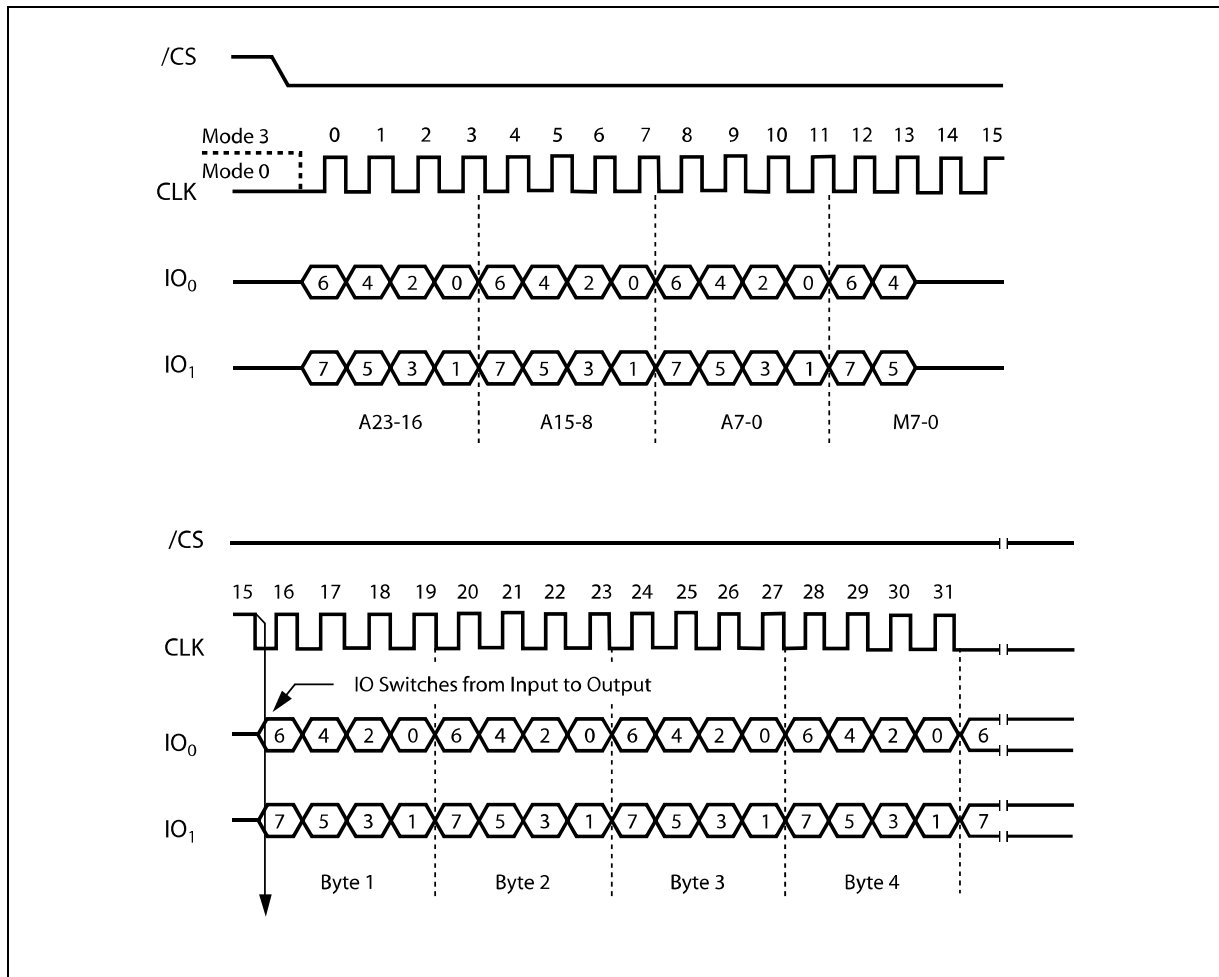 /CS
Mode 3
0 1 2 3 4 5 6 7 8 9 10 11 12 13 14 15
Mode 0
CLK
IO0 6 4 2 0 6 4 2 0 6 4 2 0 6 4
IO1 7 5 3 1 7 5 3 1 7 5 3 1 7 5
A23-16 A15-8 A7-0 M7-0
/CS
15 16 17 18 19 20 21 22 23 24 25 26 27 28 29 30 31
CLK
IO Switches from Input to Output
IO0 6 4 2 0 6 4 2 0 6 4 2 0 6 4 2 0 6
IO1 7 5 3 1 7 5 3 1 7 5 3 1 7 5 3 1 7
Byte 1 Byte 2 Byte 3 Byte 4